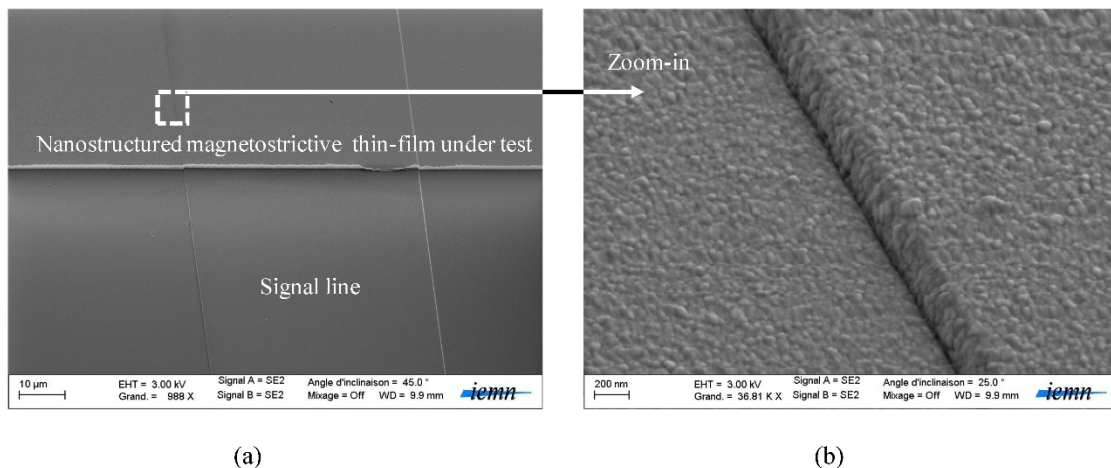 Nanostructured magnetostrictive thin-film under test
Signal line
10 µm
EHT = 3.00 kV
Signal A = SE2
Angle d'inclinaison = 45.0 °
Grand. = 988 X
Signal B = SE2
Mixage = Off
WD = 9.9 mm
iemn
Zoom-in
200 nm
EHT = 3.00 kV
Signal A = SE2
Angle d'inclinaison = 25.0 °
Grand. = 36.81 K X
Signal B = SE2
Mixage = Off
WD = 9.9 mm
iemn
(a)
(b)